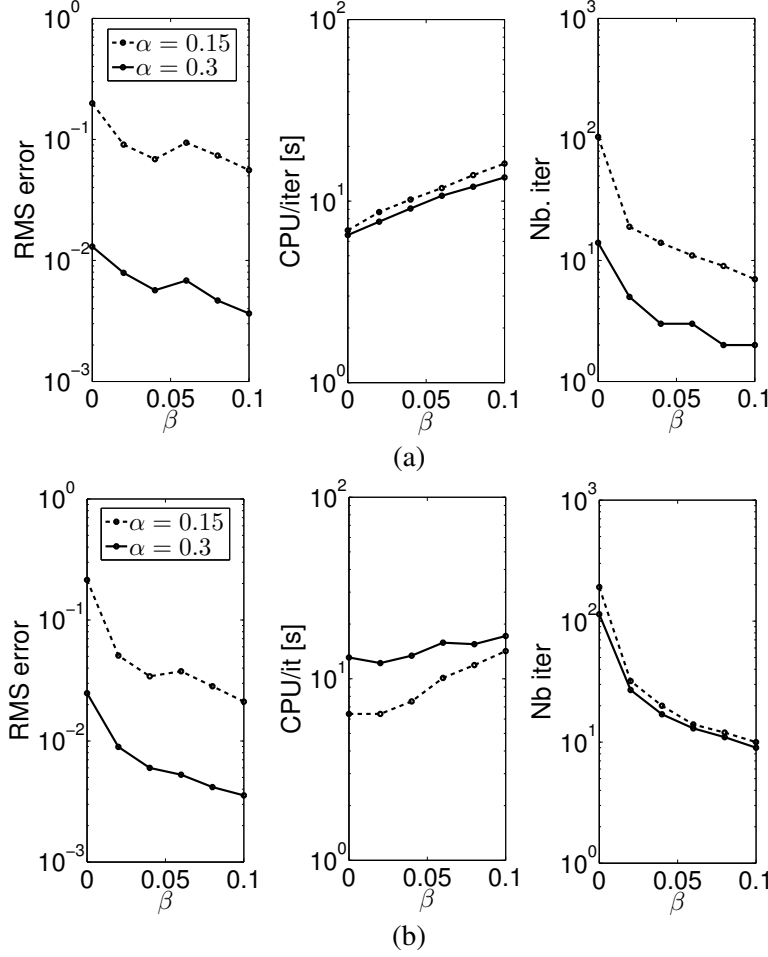 10^0
10^-1
10^-2
10^-3
RMS error
α = 0.15
α = 0.3
0 0.05 0.1
β
10^2
10^1
10^0
CPU/iter [s]
0 0.05 0.1
β
10^3
10^2
10^1
10^0
Nb. iter
0 0.05 0.1
β
(a)
10^0
10^-1
10^-2
10^-3
RMS error
α = 0.15
α = 0.3
0 0.05 0.1
β
10^2
10^1
10^0
CPU/it [s]
0 0.05 0.1
β
10^3
10^2
10^1
10^0
Nb iter
0 0.05 0.1
β
(b)